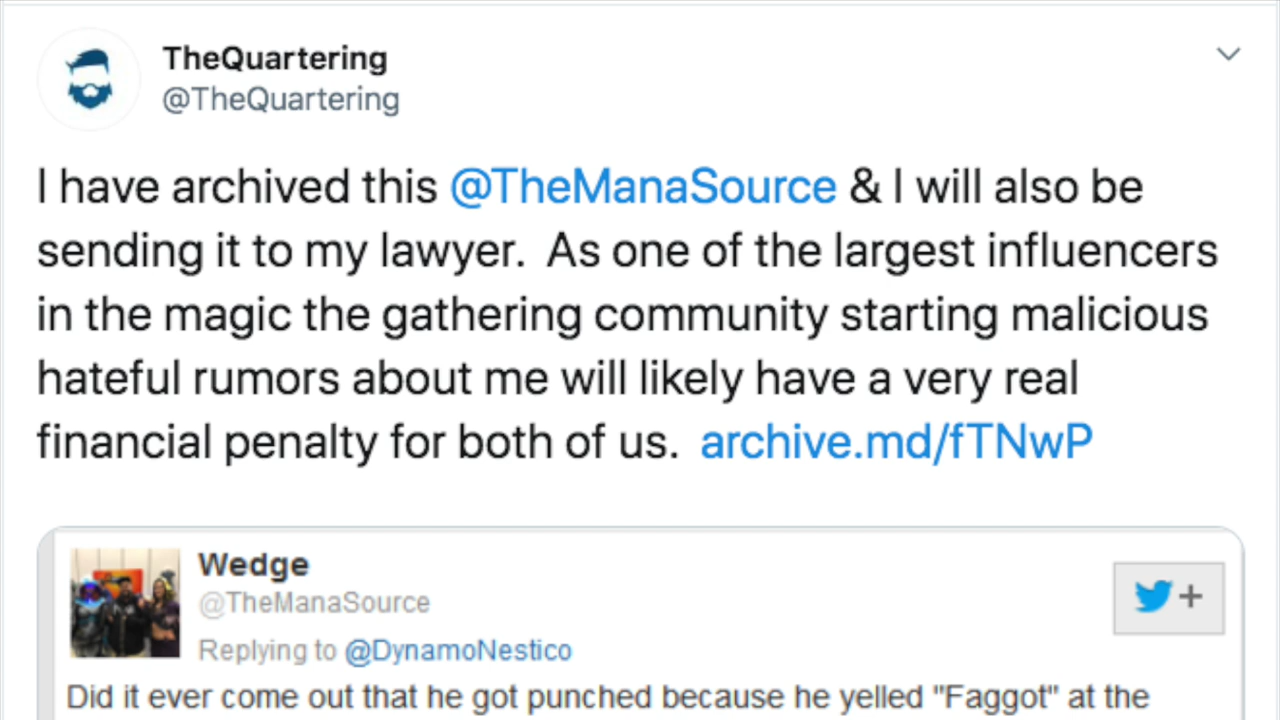 TheQuartering
@TheQuartering
I have archived this @TheManaSource & I will also be
sending it to my lawyer.  As one of the largest influencers
in the magic the gathering community starting malicious
hateful rumors about me will likely have a very real
financial penalty for both of us.  archive.md/fTNwP
Wedge
@TheManaSource
Replying to @DynamoNestico
Did it ever come out that he got punched because he yelled "Faggot" at the